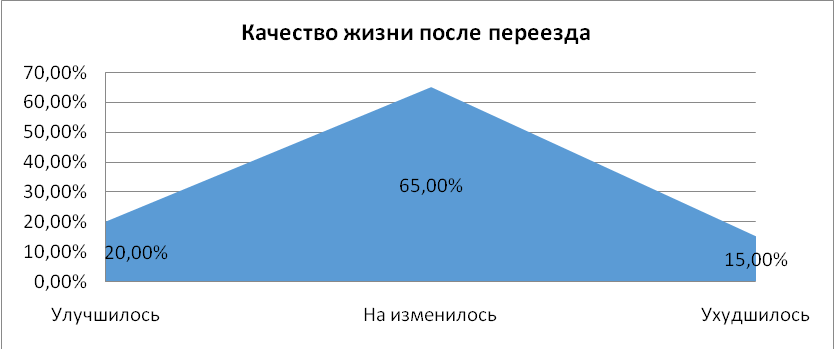 Качество жизни после переезда
70,00%
60,00%
50,00%
40,00%
30,00%
20,00%
10,00%
0,00%
20,00%
65,00%
15,00%
Улучшилось
На изменилось
Ухудшилось